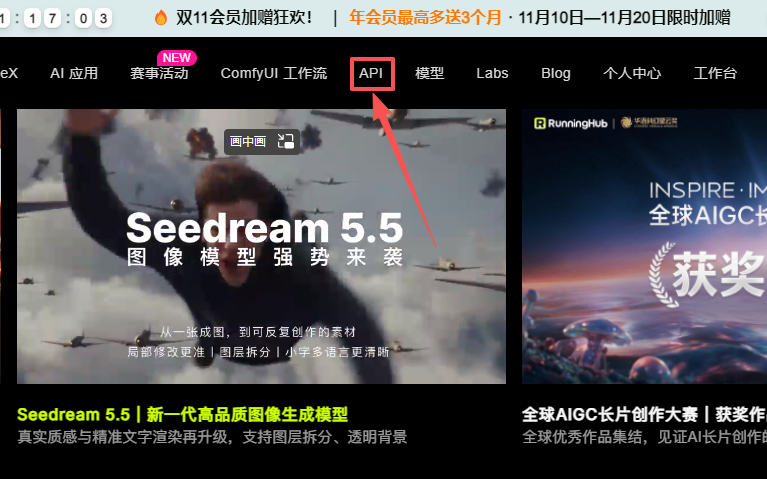 1:17:03 双11会员加赠狂欢! | 年会员最高多送3个月 · 11月10日—11月20日限时加赠
NEW
eX AI 应用 赛事活动 ComfyUI 工作流 API 模型 Labs Blog 个人中心 工作台
画中画
RunningHub |
INSPIRE · IM
全球AIGC长
获奖
Seedream 5.5
图像模型强势来袭
从一张成图，到可反复创作的素材
局部修改更准 | 图层拆分 | 小字多语言更清晰
Seedream 5.5 | 新一代高品质图像生成模型
真实质感与精准文字渲染再升级，支持图层拆分、透明背景
全球AIGC长片创作大赛 | 获奖作
全球优秀作品集结，见证AI长片创作的